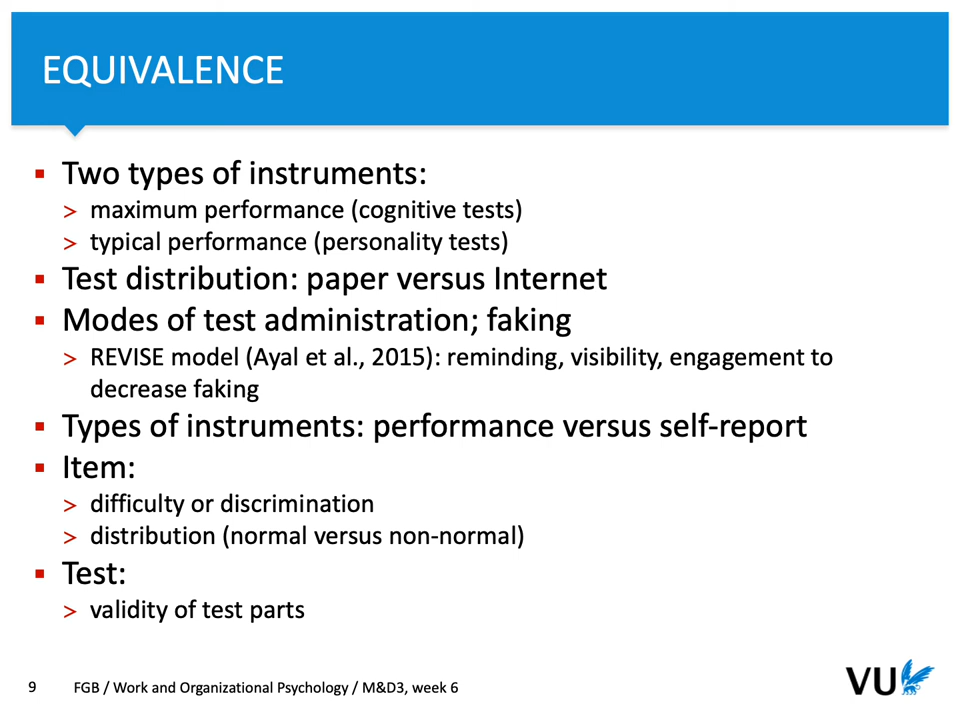 EQUIVALENCE
▪ Two types of instruments:
> maximum performance (cognitive tests)
> typical performance (personality tests)
▪ Test distribution: paper versus Internet
▪ Modes of test administration; faking
> REVISE model (Ayal et al., 2015): reminding, visibility, engagement to
decrease faking
▪ Types of instruments: performance versus self-report
▪ Item:
> difficulty or discrimination
> distribution (normal versus non-normal)
▪ Test:
> validity of test parts
9 FGB / Work and Organizational Psychology / M&D3, week 6
VU